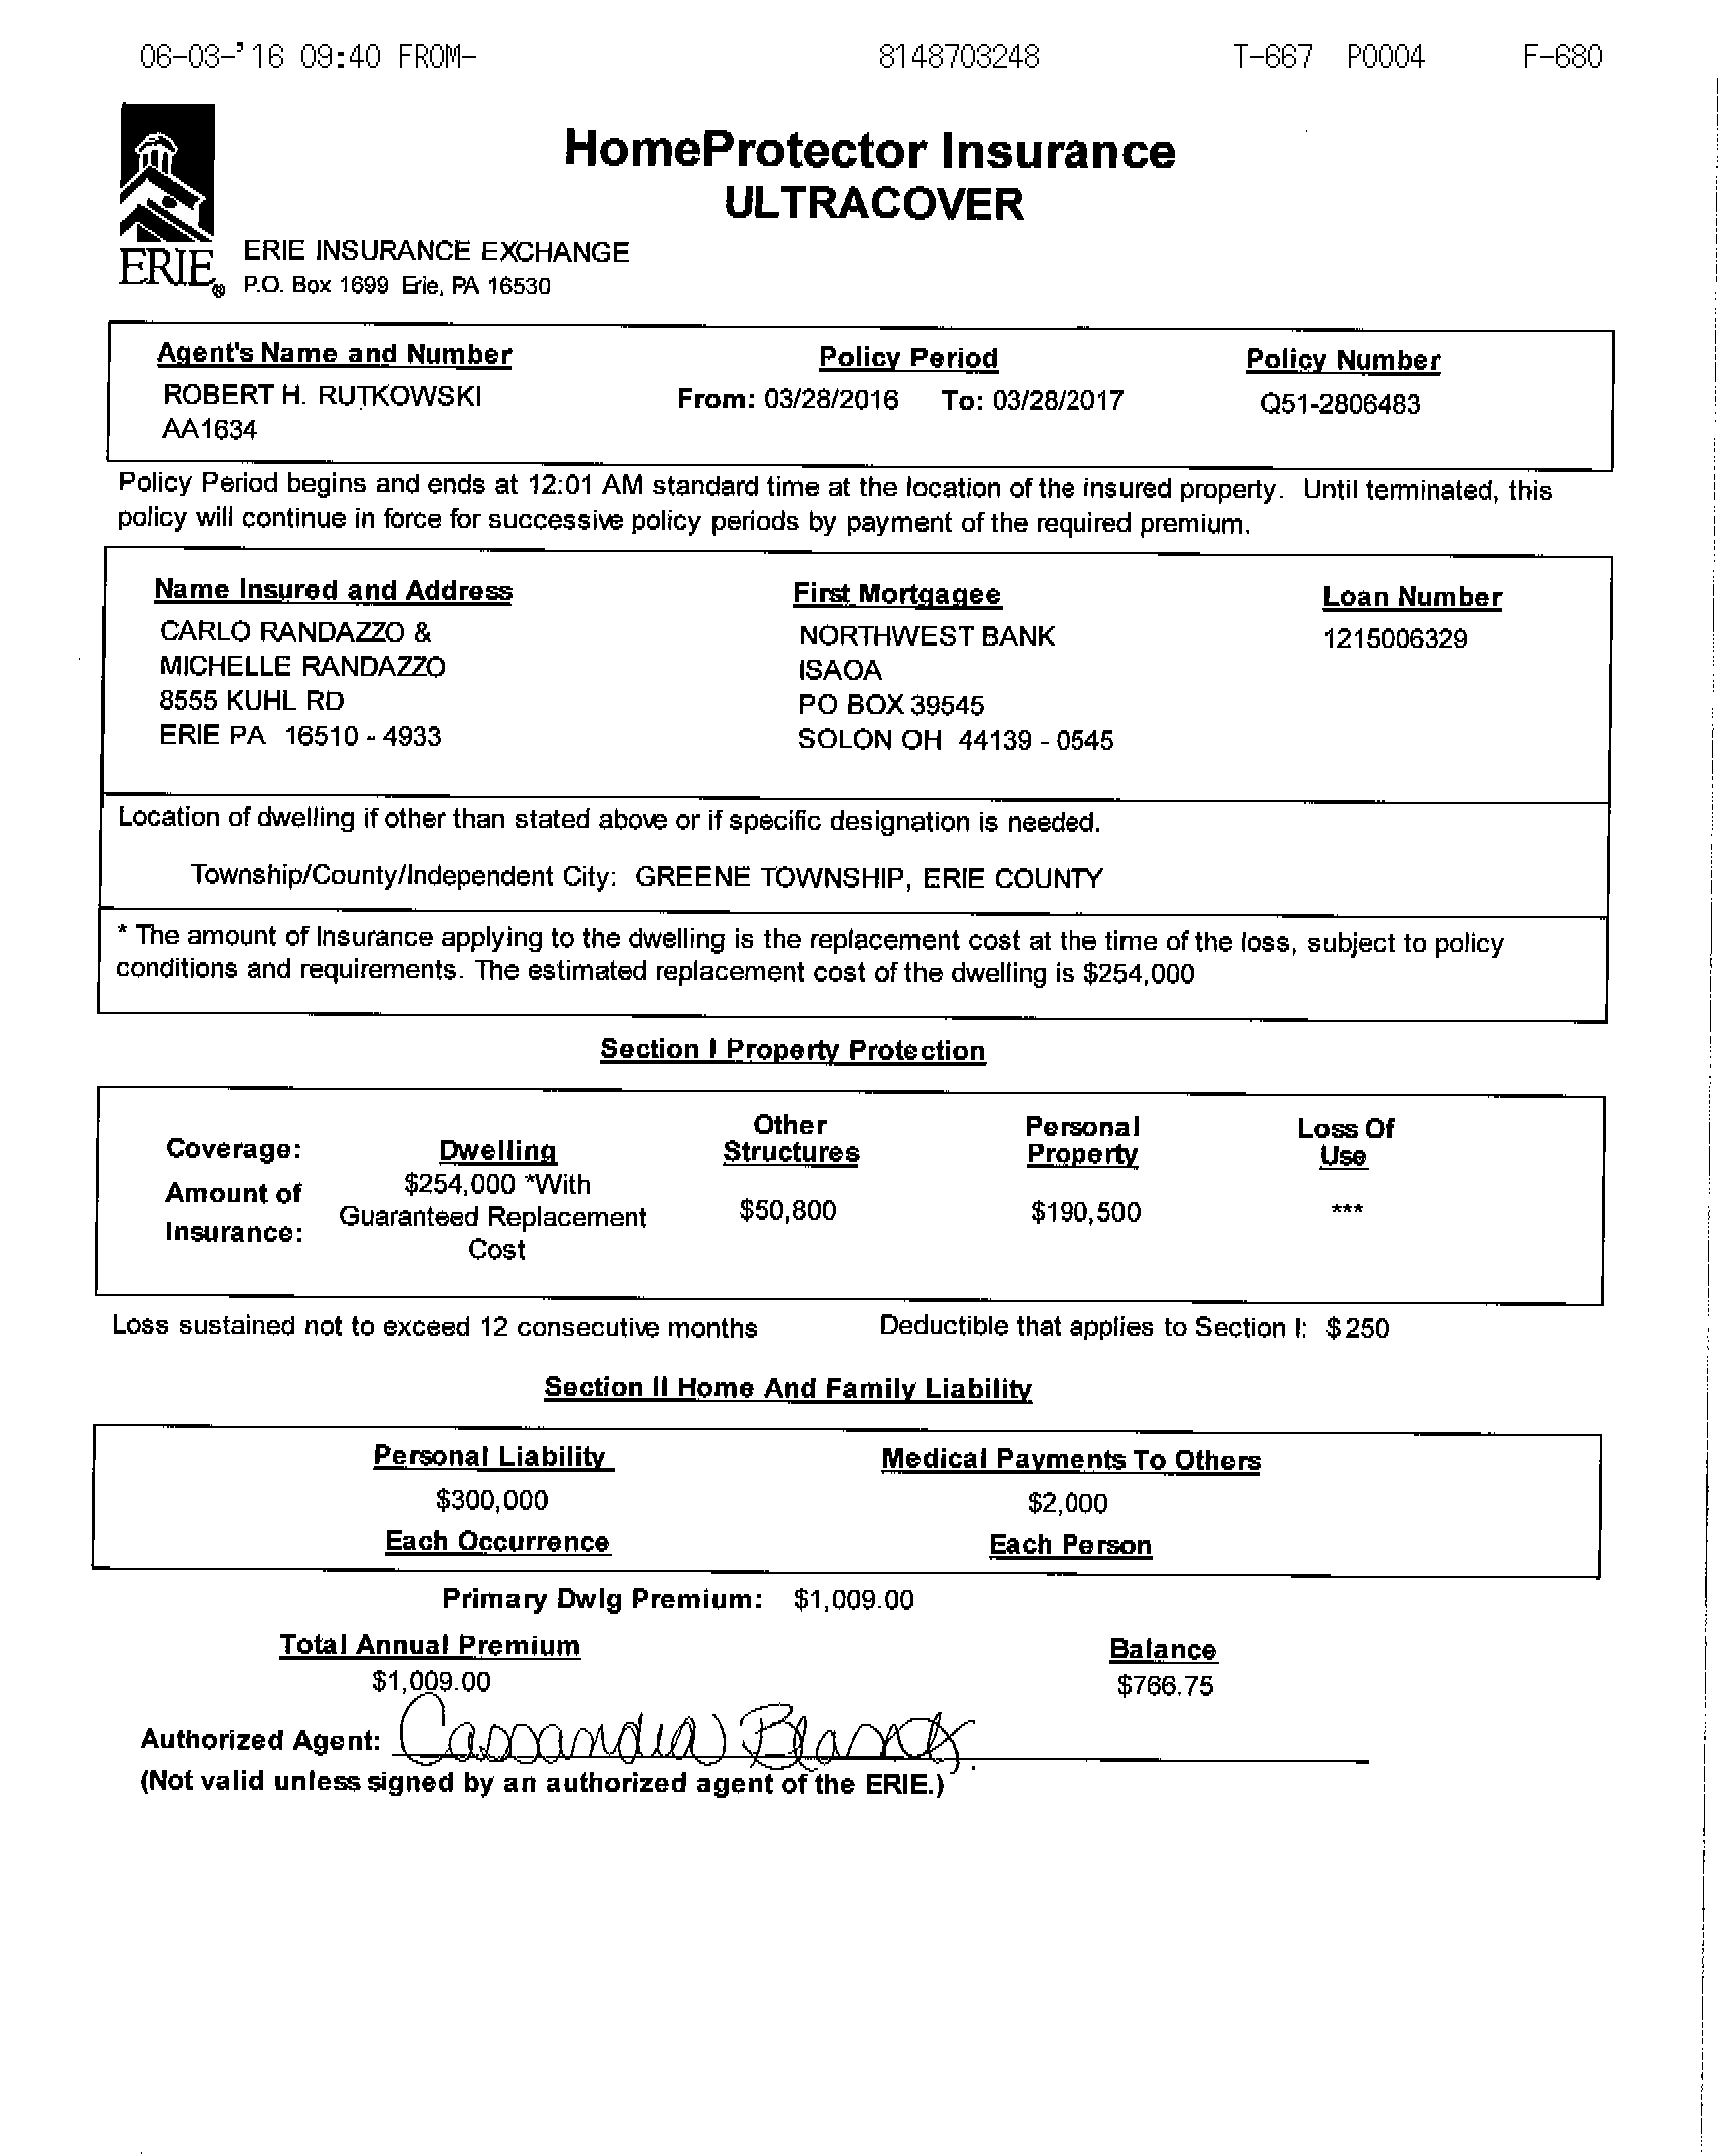 06-03-'16 09:40 FROM- 8148703248 T-667 P0004 F-680
HomeProtector Insurance
ULTRACOVER
ERIE® ERIE INSURANCE EXCHANGE
P.O. Box 1699 Erie, PA 16530
Agent's Name and Number Policy Period Policy Number
ROBERT H. RUTKOWSKI From: 03/28/2016 To: 03/28/2017 Q51-2806483
AA1634
Policy Period begins and ends at 12:01 AM standard time at the location of the insured property. Until terminated, this
policy will continue in force for successive policy periods by payment of the required premium.
Name Insured and Address First Mortgagee Loan Number
CARLO RANDAZZO & NORTHWEST BANK 1215006329
MICHELLE RANDAZZO ISAOA
8555 KUHL RD PO BOX 39545
ERIE PA 16510 - 4933 SOLON OH 44139 - 0545
Location of dwelling if other than stated above or if specific designation is needed.
Township/County/Independent City: GREENE TOWNSHIP, ERIE COUNTY
* The amount of Insurance applying to the dwelling is the replacement cost at the time of the loss, subject to policy
conditions and requirements. The estimated replacement cost of the dwelling is $254,000
Section I Property Protection
Other Personal Loss Of
Coverage: Dwelling Structures Property Use
Amount of $254,000 *With
Insurance: Guaranteed Replacement $50,800 $190,500 ***
Cost
Loss sustained not to exceed 12 consecutive months Deductible that applies to Section I: $250
Section II Home And Family Liability
Personal Liability Medical Payments To Others
$300,000 $2,000
Each Occurrence Each Person
Primary Dwlg Premium: $1,009.00
Total Annual Premium Balance
$1,009.00 $766.75
Authorized Agent: Cassandra
(Not valid unless signed by an authorized agent of the ERIE.)